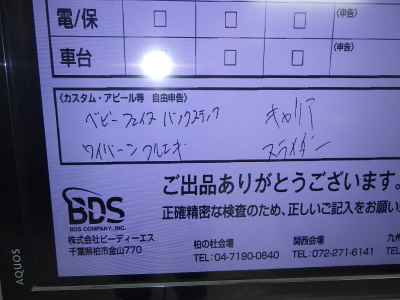 電/保 □ □ □ (申告)
車台 □ □ □ (申告)
〈カスタム・アピール等 自由申告〉
ベビーフェイス バックステップ キャリア
ワイバーン フルエキ スライダー
ご出品ありがとうございます。
正確精密な検査のため、正しいご記入をお願い
BDS
BDS COMPANY, INC.
株式会社ビーディーエス
千葉県柏市金山770
柏の杜会場
TEL:04-7190-0840
関西会場
TEL:072-271-6141
九州
TEL
AQUOS